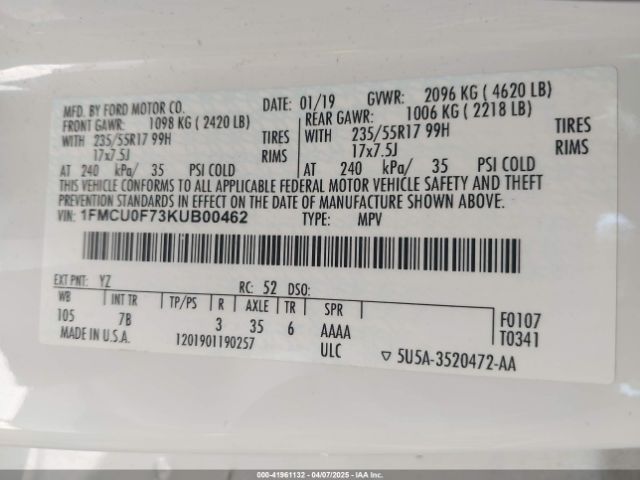 MFD. BY FORD MOTOR CO. DATE: 01/19 GVWR: 2096 KG ( 4620 LB)
FRONT GAWR: 1098 KG ( 2420 LB) REAR GAWR: 1006 KG ( 2218 LB)
WITH 235/55R17 99H TIRES WITH 235/55R17 99H TIRES
17x7.5J RIMS 17x7.5J RIMS
AT 240 kPa/ 35 PSI COLD AT 240 kPa/ 35 PSI COLD
THIS VEHICLE CONFORMS TO ALL APPLICABLE FEDERAL MOTOR VEHICLE SAFETY AND THEFT
PREVENTION STANDARDS IN EFFECT ON THE DATE OF MANUFACTURE SHOWN ABOVE.
VIN: 1FMCU0F73KUB00462 TYPE: MPV
EXT PNT: YZ RC: 52 DSO:
WB INT TR TP/PS R AXLE TR SPR
105 7B 3 35 6 AAAA F0107
MADE IN U.S.A. 1201901190257 ULC T0341
▽ 5U5A-3520472-AA
000-41961132 - 04/07/2025 - IAAI.COM